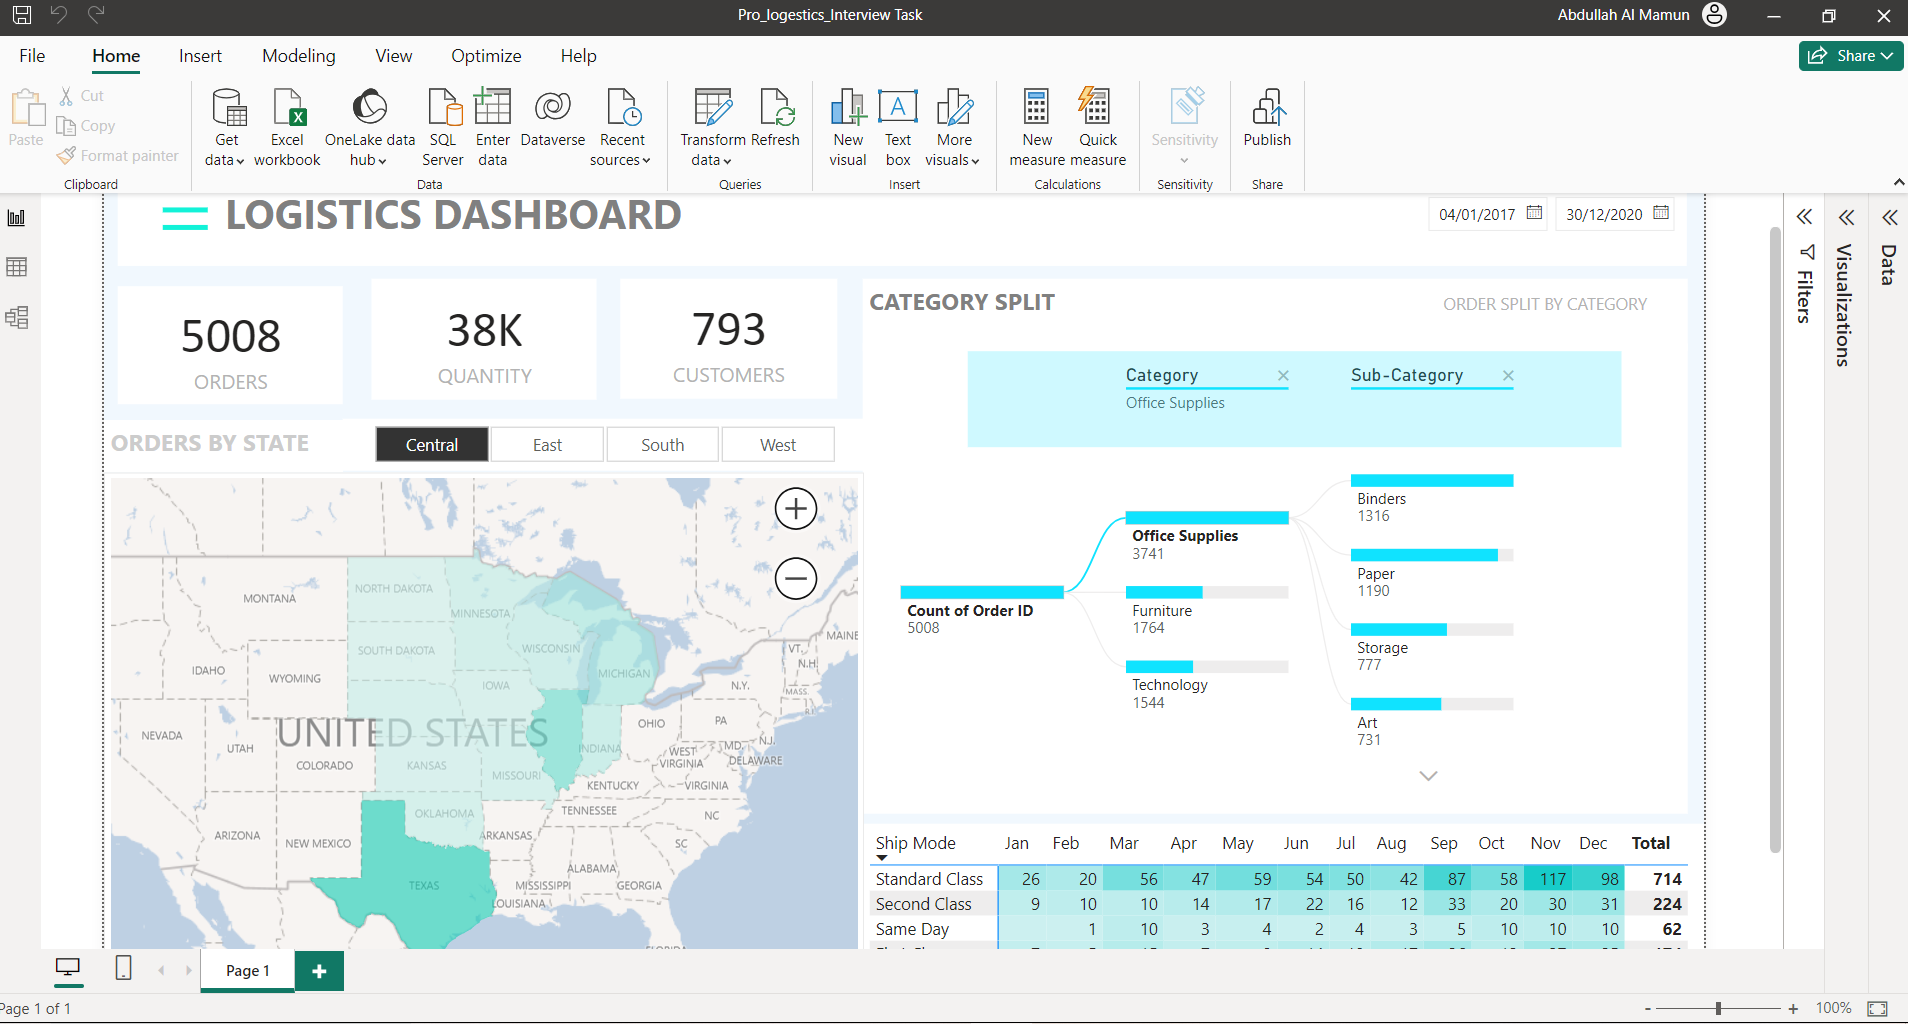 Pro_logestics_Interview Task
Abdullah Al Mamun
File Home Insert Modeling View Optimize Help
Share
Paste
Cut
Copy
Format painter
Clipboard
Get data
Excel workbook
OneLake data hub
SQL Server
Enter data
Dataverse
Recent sources
Data
Transform data
Refresh
Queries
New visual
Text box
More visuals
Insert
New measure
Quick measure
Calculations
Sensitivity
Sensitivity
Publish
Share
LOGISTICS DASHBOARD
04/01/2017
30/12/2020
5008
ORDERS
38K
QUANTITY
793
CUSTOMERS
ORDERS BY STATE
Central East South West
MONTANA
NORTH DAKOTA
MINNESOTA
MAINE
SOUTH DAKOTA
WISCONSIN
VT.
N.H.
IDAHO
WYOMING
MICHIGAN
IOWA
N.Y.
MASS.
R.I.
NEVADA
UTAH
UNITED STATES
OHIO
PA
INDIANA
MD.
N.J.
COLORADO
KANSAS
MISSOURI
WEST VIRGINIA
DELAWARE
KENTUCKY
VIRGINIA
OKLAHOMA
TENNESSEE
NC
ARIZONA
NEW MEXICO
ARKANSAS
SC
ALABAMA
TEXAS
MISSISSIPPI
GEORGIA
LOUISIANA
CATEGORY SPLIT
ORDER SPLIT BY CATEGORY
Category
Office Supplies
Sub-Category
Count of Order ID
5008
Office Supplies
3741
Furniture
1764
Technology
1544
Binders
1316
Paper
1190
Storage
777
Art
731
Ship Mode Jan Feb Mar Apr May Jun Jul Aug Sep Oct Nov Dec Total
Standard Class 26 20 56 47 59 54 50 42 87 58 117 98 714
Second Class 9 10 10 14 17 22 16 12 33 20 30 31 224
Same Day 1 10 3 4 2 4 3 5 10 10 10 62
Filters
Visualizations
Data
Page 1
Page 1 of 1
100%